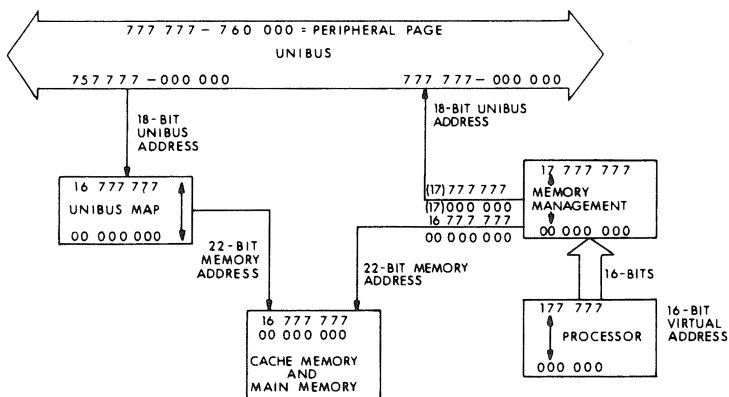 777 777 - 760 000 = PERIPHERAL PAGE
UNIBUS
757 777 - 000 000
777 777 - 000 000
18-BIT
UNIBUS
ADDRESS
18-BIT UNIBUS
ADDRESS
16 777 777
UNIBUS MAP
00 000 000
17 777 777
MEMORY
MANAGEMENT
00 000 000
(17) 777 777
(17) 000 000
16 777 777
00 000 000
22-BIT
MEMORY
ADDRESS
22-BIT MEMORY
ADDRESS
16-BITS
16 777 777
00 000 000
CACHE MEMORY
AND
MAIN MEMORY
177 777
PROCESSOR
000 000
16-BIT
VIRTUAL
ADDRESS